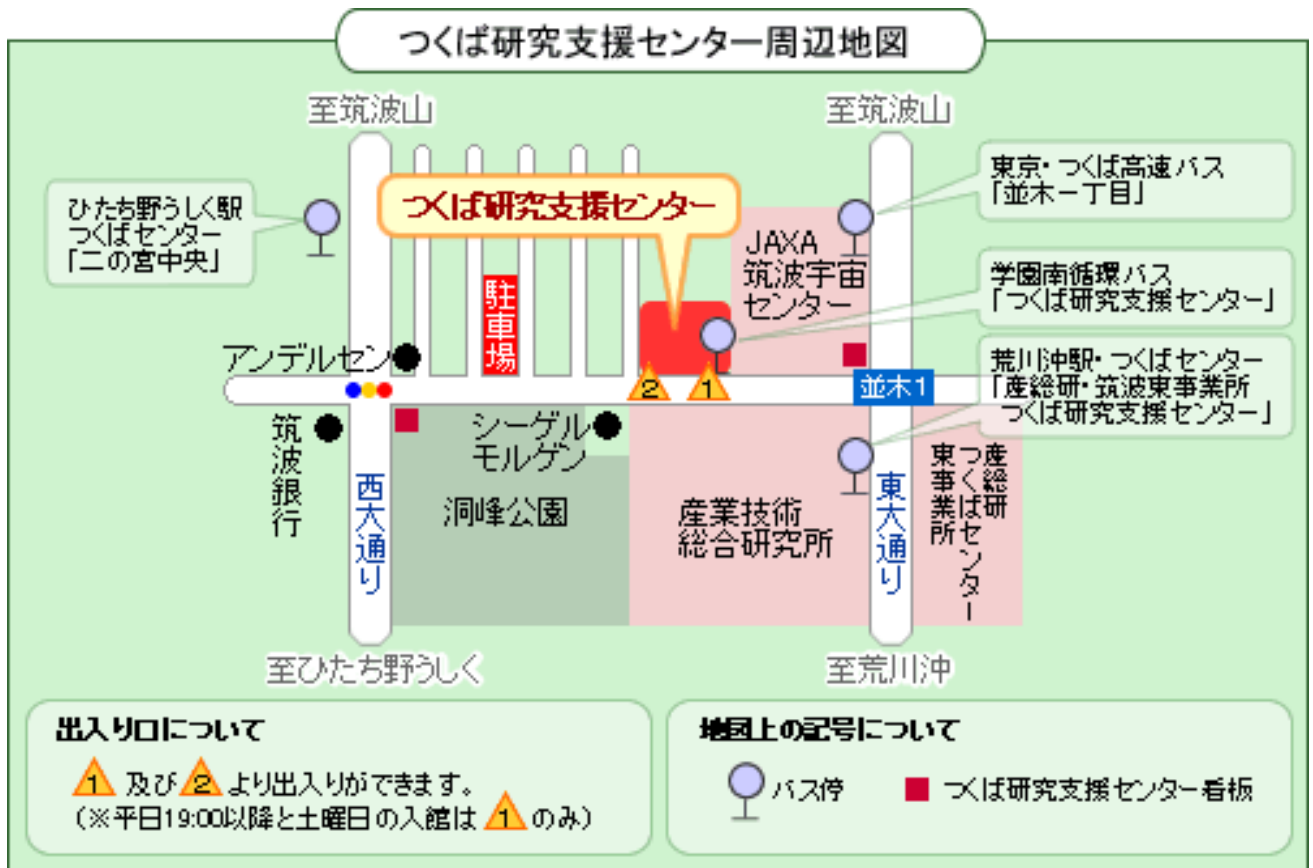 つくば研究支援センター周辺地図
至筑波山
至筑波山
ひたち野うしく駅
つくばセンター
「二の宮中央」
つくば研究支援センター
東京・つくば高速バス
「並木一丁目」
JAXA
筑波宇宙
センター
学園南循環バス
「つくば研究支援センター」
駐車場
アンデルセン
荒川沖駅・つくばセンター
「産総研・筑波東事業所
つくば研究支援センター」
2
1
並木1
筑波銀行
シーゲル
モルゲン
西大通り
洞峰公園
産業技術
総合研究所
東大通り
産総研
つくばセンター
東事業所
至ひたち野うしく
至荒川沖
出入り口について
1 及び 2 より出入りができます。
(※平日19:00以降と土曜日の入館は 1 のみ)
地図上の記号について
バス停
つくば研究支援センター看板